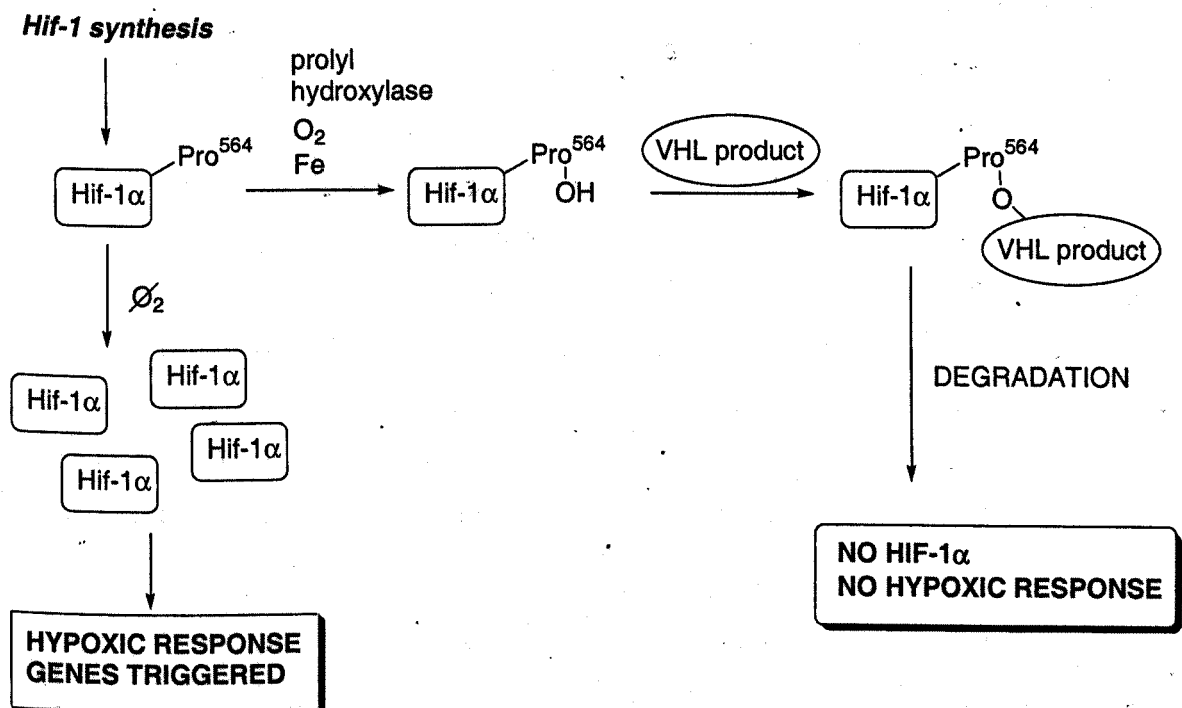 Hif-1 synthesis
prolyl
hydroxylase
O₂
Fe
Pro⁵⁶⁴
Hif-1α
Pro⁵⁶⁴
OH
Hif-1α
VHL product
Pro⁵⁶⁴
O
Hif-1α
VHL product
Ø₂
Hif-1α
Hif-1α
Hif-1α
Hif-1α
DEGRADATION
NO HIF-1α
NO HYPOXIC RESPONSE
HYPOXIC RESPONSE
GENES TRIGGERED